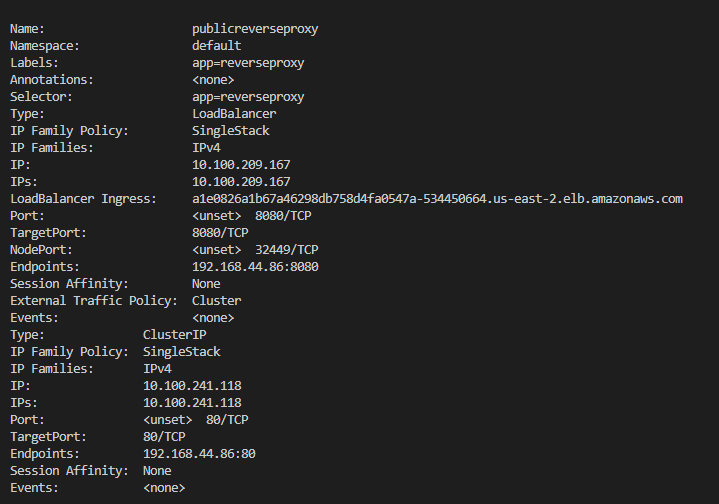 Name: publicreverseproxy
Namespace: default
Labels: app=reverseproxy
Annotations: <none>
Selector: app=reverseproxy
Type: LoadBalancer
IP Family Policy: SingleStack
IP Families: IPv4
IP: 10.100.209.167
IPs: 10.100.209.167
LoadBalancer Ingress: a1e0826a1b67a46298db758d4fa0547a-534450664.us-east-2.elb.amazonaws.com
Port: <unset> 8080/TCP
TargetPort: 8080/TCP
NodePort: <unset> 32449/TCP
Endpoints: 192.168.44.86:8080
Session Affinity: None
External Traffic Policy: Cluster
Events: <none>
Type: ClusterIP
IP Family Policy: SingleStack
IP Families: IPv4
IP: 10.100.241.118
IPs: 10.100.241.118
Port: <unset> 80/TCP
TargetPort: 80/TCP
Endpoints: 192.168.44.86:80
Session Affinity: None
Events: <none>